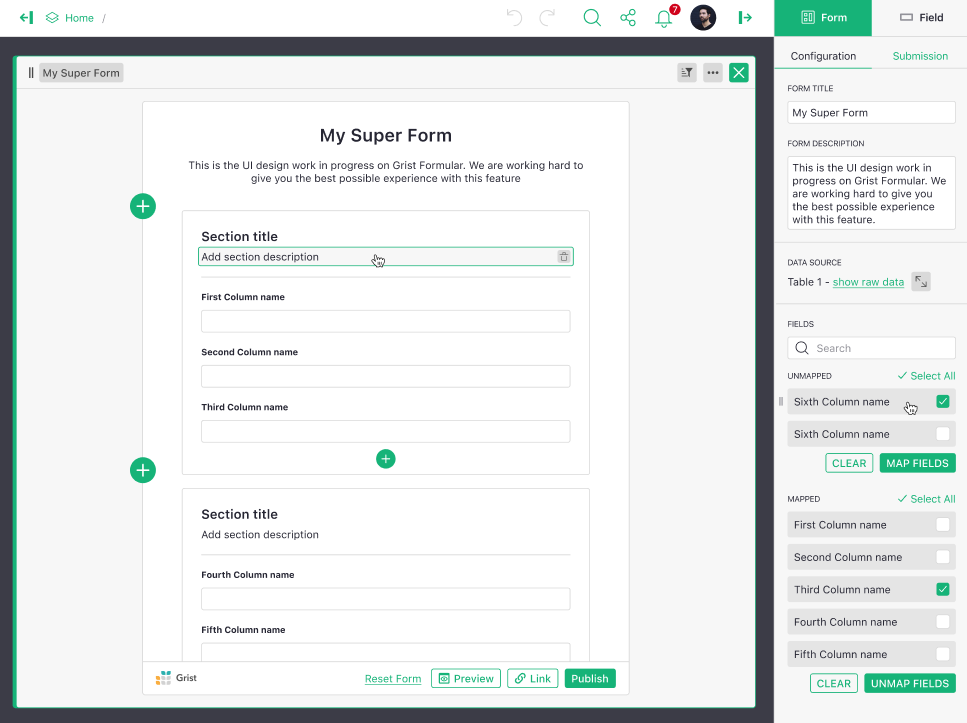 Home /
7
Form
Field
My Super Form
Configuration
Submission
My Super Form
This is the UI design work in progress on Grist Formular. We are working hard to
give you the best possible experience with this feature
Section title
Add section description
First Column name
Second Column name
Third Column name
Section title
Add section description
Fourth Column name
Fifth Column name
Grist
Reset Form
Preview
Link
Publish
FORM TITLE
My Super Form
FORM DESCRIPTION
This is the UI design work in
progress on Grist Formular. We
are working hard to give you
the best possible experience
with this feature.
DATA SOURCE
Table 1 - show raw data
FIELDS
Search
UNMAPPED
Select All
Sixth Column name
Sixth Column name
CLEAR
MAP FIELDS
MAPPED
Select All
First Column name
Second Column name
Third Column name
Fourth Column name
Fifth Column name
CLEAR
UNMAP FIELDS